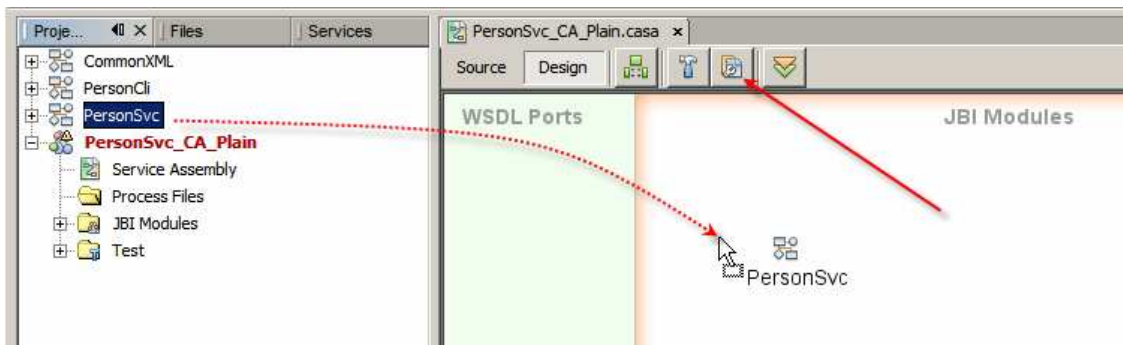 Proje...
Files
Services
CommonXML
PersonCli
PersonSvc
PersonSvc_CA_Plain
Service Assembly
Process Files
JBI Modules
Test
PersonSvc_CA_Plain.casa
Source
Design
WSDL Ports
JBI Modules
PersonSvc